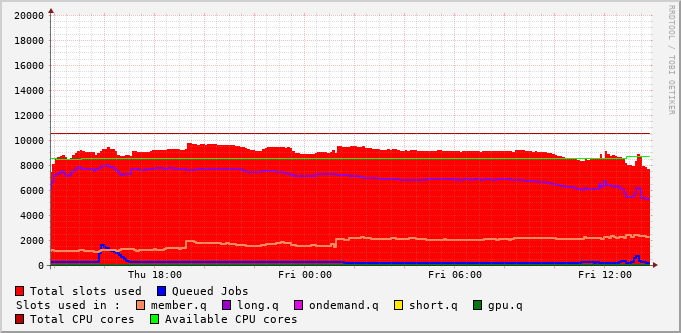 20000
18000
16000
14000
12000
10000
8000
6000
4000
2000
0
Thu 18:00 Fri 00:00 Fri 06:00 Fri 12:00
RRDTOOL / TOBI OETIKER
Total slots used Queued Jobs
Slots used in : member.q long.q ondemand.q short.q gpu.q
Total CPU cores Available CPU cores